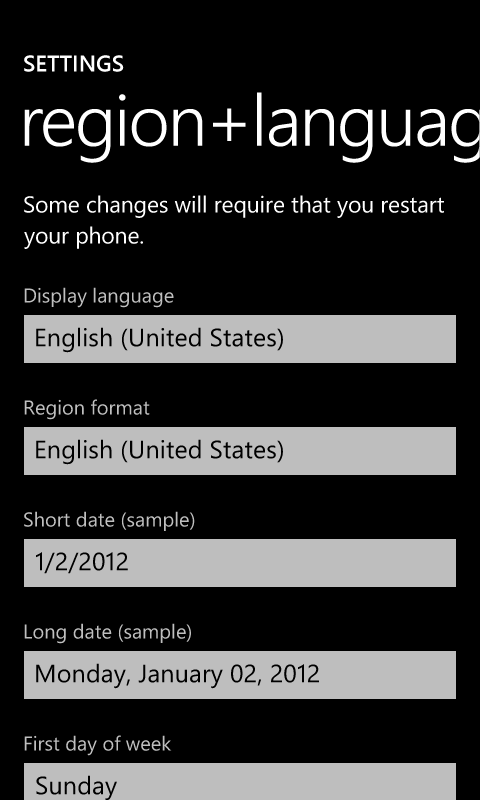 SETTINGS
region+languag
Some changes will require that you restart
your phone.
Display language
English (United States)
Region format
English (United States)
Short date (sample)
1/2/2012
Long date (sample)
Monday, January 02, 2012
First day of week
Sunday